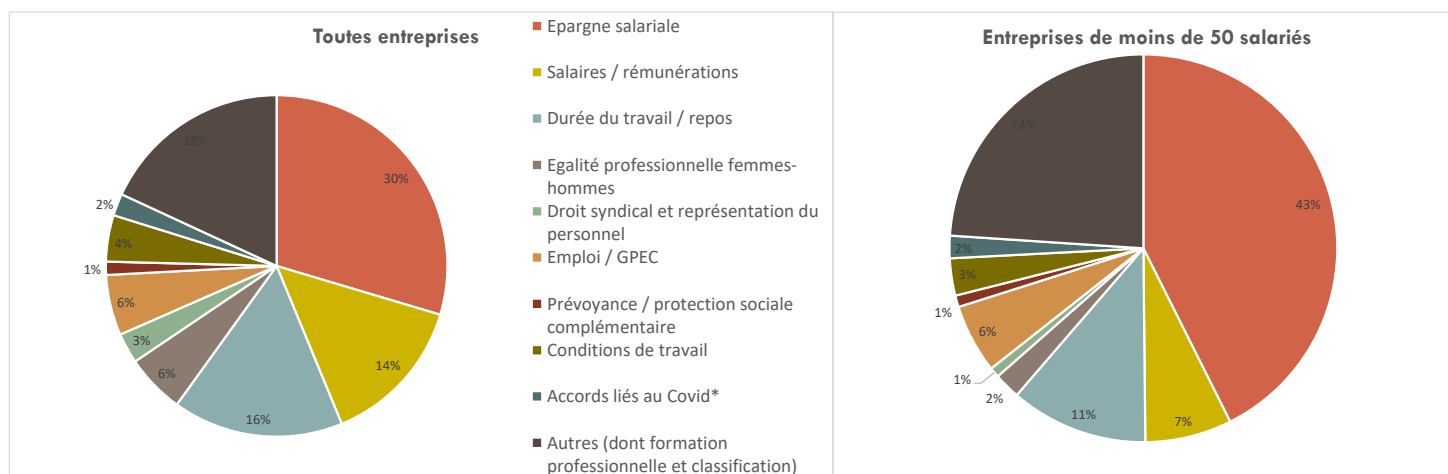 Toutes entreprises
30%
14%
16%
6%
3%
6%
1%
4%
2%
18%
Epargne salariale
Salaires / rémunérations
Durée du travail / repos
Egalité professionnelle femmes-
hommes
Droit syndical et représentation du
personnel
Emploi / GPEC
Prévoyance / protection sociale
complémentaire
Conditions de travail
Accords liés au Covid*
Autres (dont formation
professionnelle et classification)
Entreprises de moins de 50 salariés
43%
7%
11%
2%
1%
6%
1%
3%
2%
24%